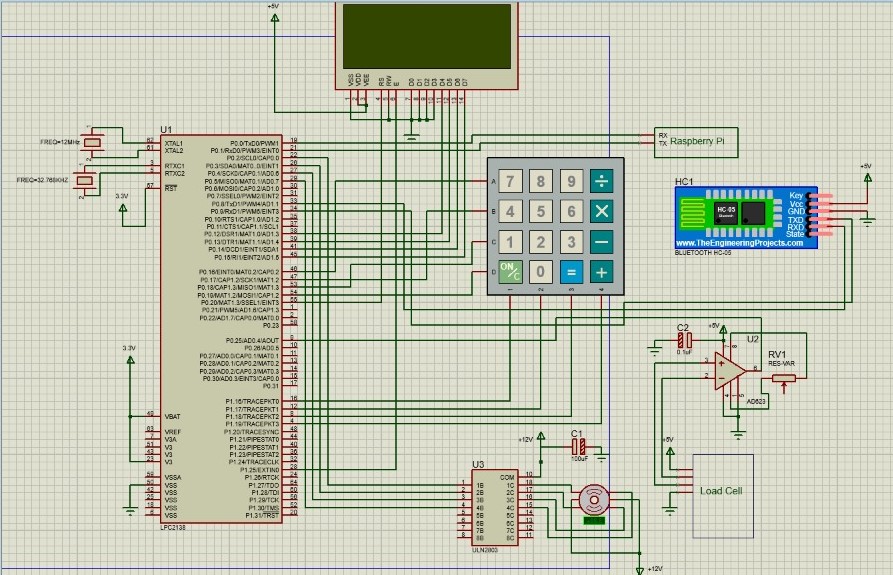 +5V
VSS
VDD
VEE
RS
RW
E
D0
D1
D2
D3
D4
D5
D6
D7
U1
FREQ=12MHz
FREQ=32.768KHZ
3.3V
XTAL1
XTAL2
RTXC1
RTXC2
RST
62
61
3
5
57
P0.0/TxD0/PWM1
P0.1/RxD0/PWM3/EINT0
P0.2/SCL0/CAP0.0
P0.3/SDA0/MAT0.0/EINT1
P0.4/SCK0/CAP0.1/AD0.6
P0.5/MISO0/MAT0.1/AD0.7
P0.6/MOSI0/CAP0.2/AD1.0
P0.7/SSEL0/PWM2/EINT2
P0.8/TxD1/PWM4/AD1.1
P0.9/RxD1/PWM6/EINT3
P0.10/RTS1/CAP1.0/AD1.2
P0.11/CTS1/CAP1.1/SCL1
P0.12/DSR1/MAT1.0/AD1.3
P0.13/DTR1/MAT1.1/AD1.4
P0.14/DCD1/EINT1/SDA1
P0.15/RI1/EINT2/AD1.5
P0.16/EINT0/MAT0.2/CAP0.2
P0.17/CAP1.2/SCK1/MAT1.2
P0.18/CAP1.3/MISO1/MAT1.3
P0.19/MAT1.2/MOSI1/CAP1.2
P0.20/MAT1.3/SSEL1/EINT3
P0.21/PWM5/AD1.6/CAP1.3
P0.22/AD1.7/CAP0.0/MAT0.0
P0.23
P0.25/AD0.4/AOUT
P0.26/AD0.5
P0.27/AD0.0/CAP0.1/MAT0.1
P0.28/AD0.1/CAP0.2/MAT0.2
P0.29/AD0.2/CAP0.3/MAT0.3
P0.30/AD0.3/EINT3/CAP0.0
P0.31
P1.16/TRACEPKT0
P1.17/TRACEPKT1
P1.18/TRACEPKT2
P1.19/TRACEPKT3
P1.20/TRACESYNC
P1.21/PIPESTAT0
P1.22/PIPESTAT1
P1.23/PIPESTAT2
P1.24/TRACECLK
P1.25/EXTIN0
P1.26/RTCK
P1.27/TDO
P1.28/TDI
P1.29/TCK
P1.30/TMS
P1.31/TRST
3.3V
VBAT
VREF
V3A
V3
V3
V3
VSSA
VSS
VSS
VSS
VSS
VSS
LPC2138
RX
TX
Raspberry Pi
A
B
C
D
7 8 9 ÷
4 5 6 ×
1 2 3 −
ON/C 0 = +
1 2 3 4
HC1
HC-05
Bluetooth
www.TheEngineeringProjects.com
BLUETOOTH HC-05
Key
Vcc
GND
TXD
RXD
State
+5V
C2
0.1uF
+5V
U2
RV1
RES-VAR
AD623
+5V
Load Cell
+12V
C1
100uF
U3
COM
1B
2B
3B
4B
5B
6B
7B
8B
1C
2C
3C
4C
5C
6C
7C
8C
ULN2803
+12V